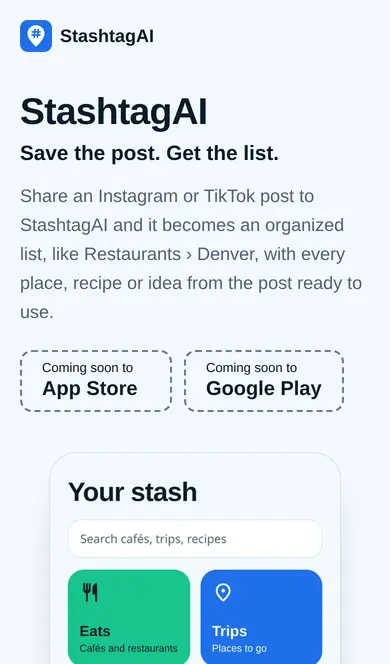 StashtagAI
StashtagAI
Save the post. Get the list.
Share an Instagram or TikTok post to
StashtagAI and it becomes an organized
list, like Restaurants › Denver, with every
place, recipe or idea from the post ready to
use.
Coming soon to
App Store
Coming soon to
Google Play
Your stash
Search cafés, trips, recipes
Eats
Cafés and restaurants
Trips
Places to go